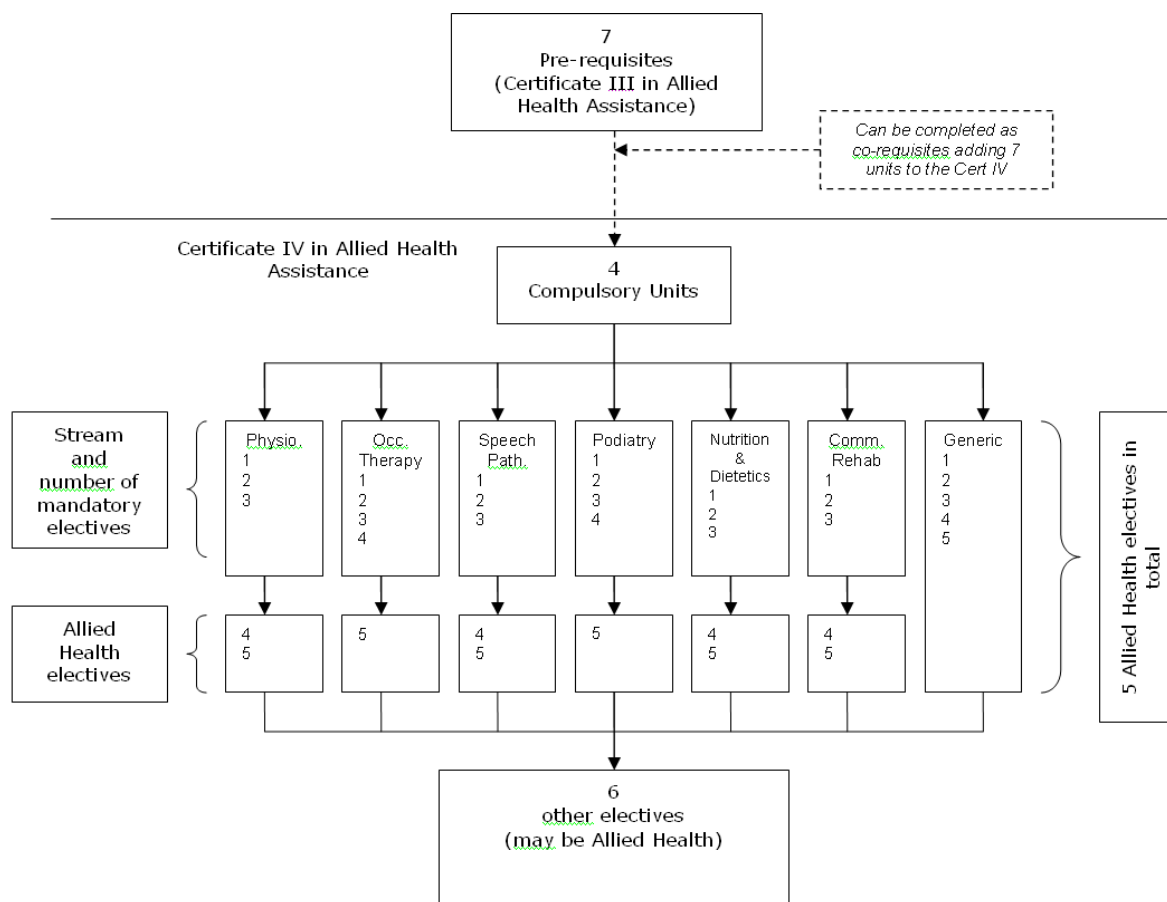 7
Pre-requisites
(Certificate III in Allied
Health Assistance)
Can be completed as
co-requisites adding 7
units to the Cert IV
Certificate IV in Allied Health
Assistance
4
Compulsory Units
Stream
and
number of
mandatory
electives
Physio.
1
2
3
Occ.
Therapy
1
2
3
4
Speech
Path.
1
2
3
Podiatry
1
2
3
4
Nutrition
&
Dietetics
1
2
3
Comm.
Rehab
1
2
3
Generic
1
2
3
4
5
5 Allied Health electives in
total
Allied
Health
electives
4
5
5
4
5
5
4
5
4
5
6
other electives
(may be Allied Health)